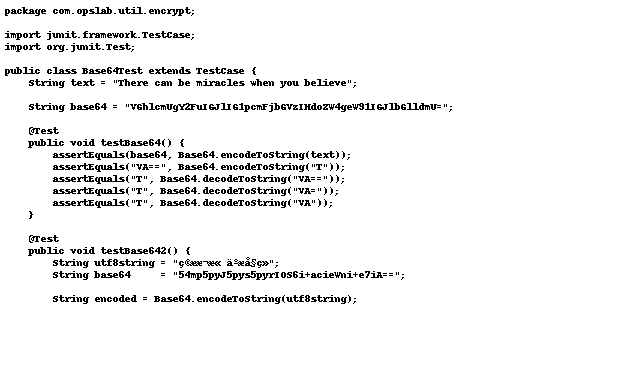 package com.opslab.util.encrypt;
import junit.framework.TestCase;
import org.junit.Test;
public class Base64Test extends TestCase {
String text = "There can be miracles when you believe";
String base64 = "VGhlcmUgY2FuIGJlIG1pcmFjbGVzIHdoZW4geW91IGJlbGlldmU=";
@Test
public void testBase64() {
assertEquals(base64, Base64.encodeToString(text));
assertEquals("VA==", Base64.encodeToString("T"));
assertEquals("T", Base64.decodeToString("VA=="));
assertEquals("T", Base64.decodeToString("VA="));
assertEquals("T", Base64.decodeToString("VA"));
}
@Test
public void testBase642() {
String utf8string = "ç©ææ¬æ« äºæå§ç»";
String base64     = "54mp5pyJ5pys5pyrIOS6i+acieWni+e7iA==";
String encoded = Base64.encodeToString(utf8string);